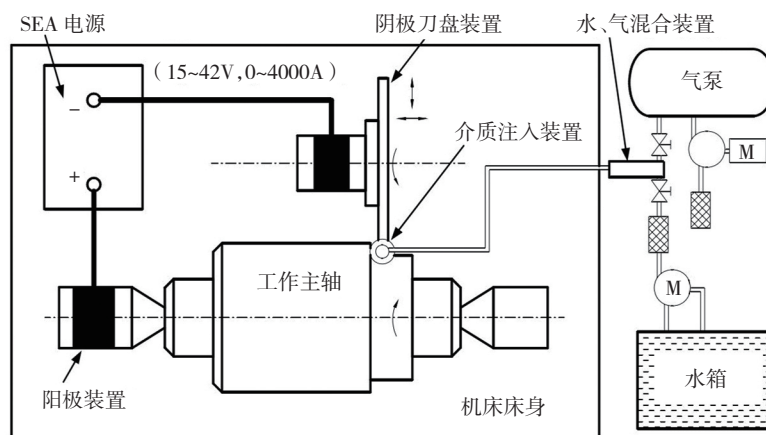 SEA 电源
阴极刀盘装置
水、气混合装置
(15~42V,0~4000A)
气泵
−
介质注入装置
M
+
工作主轴
M
水箱
阳极装置
机床床身